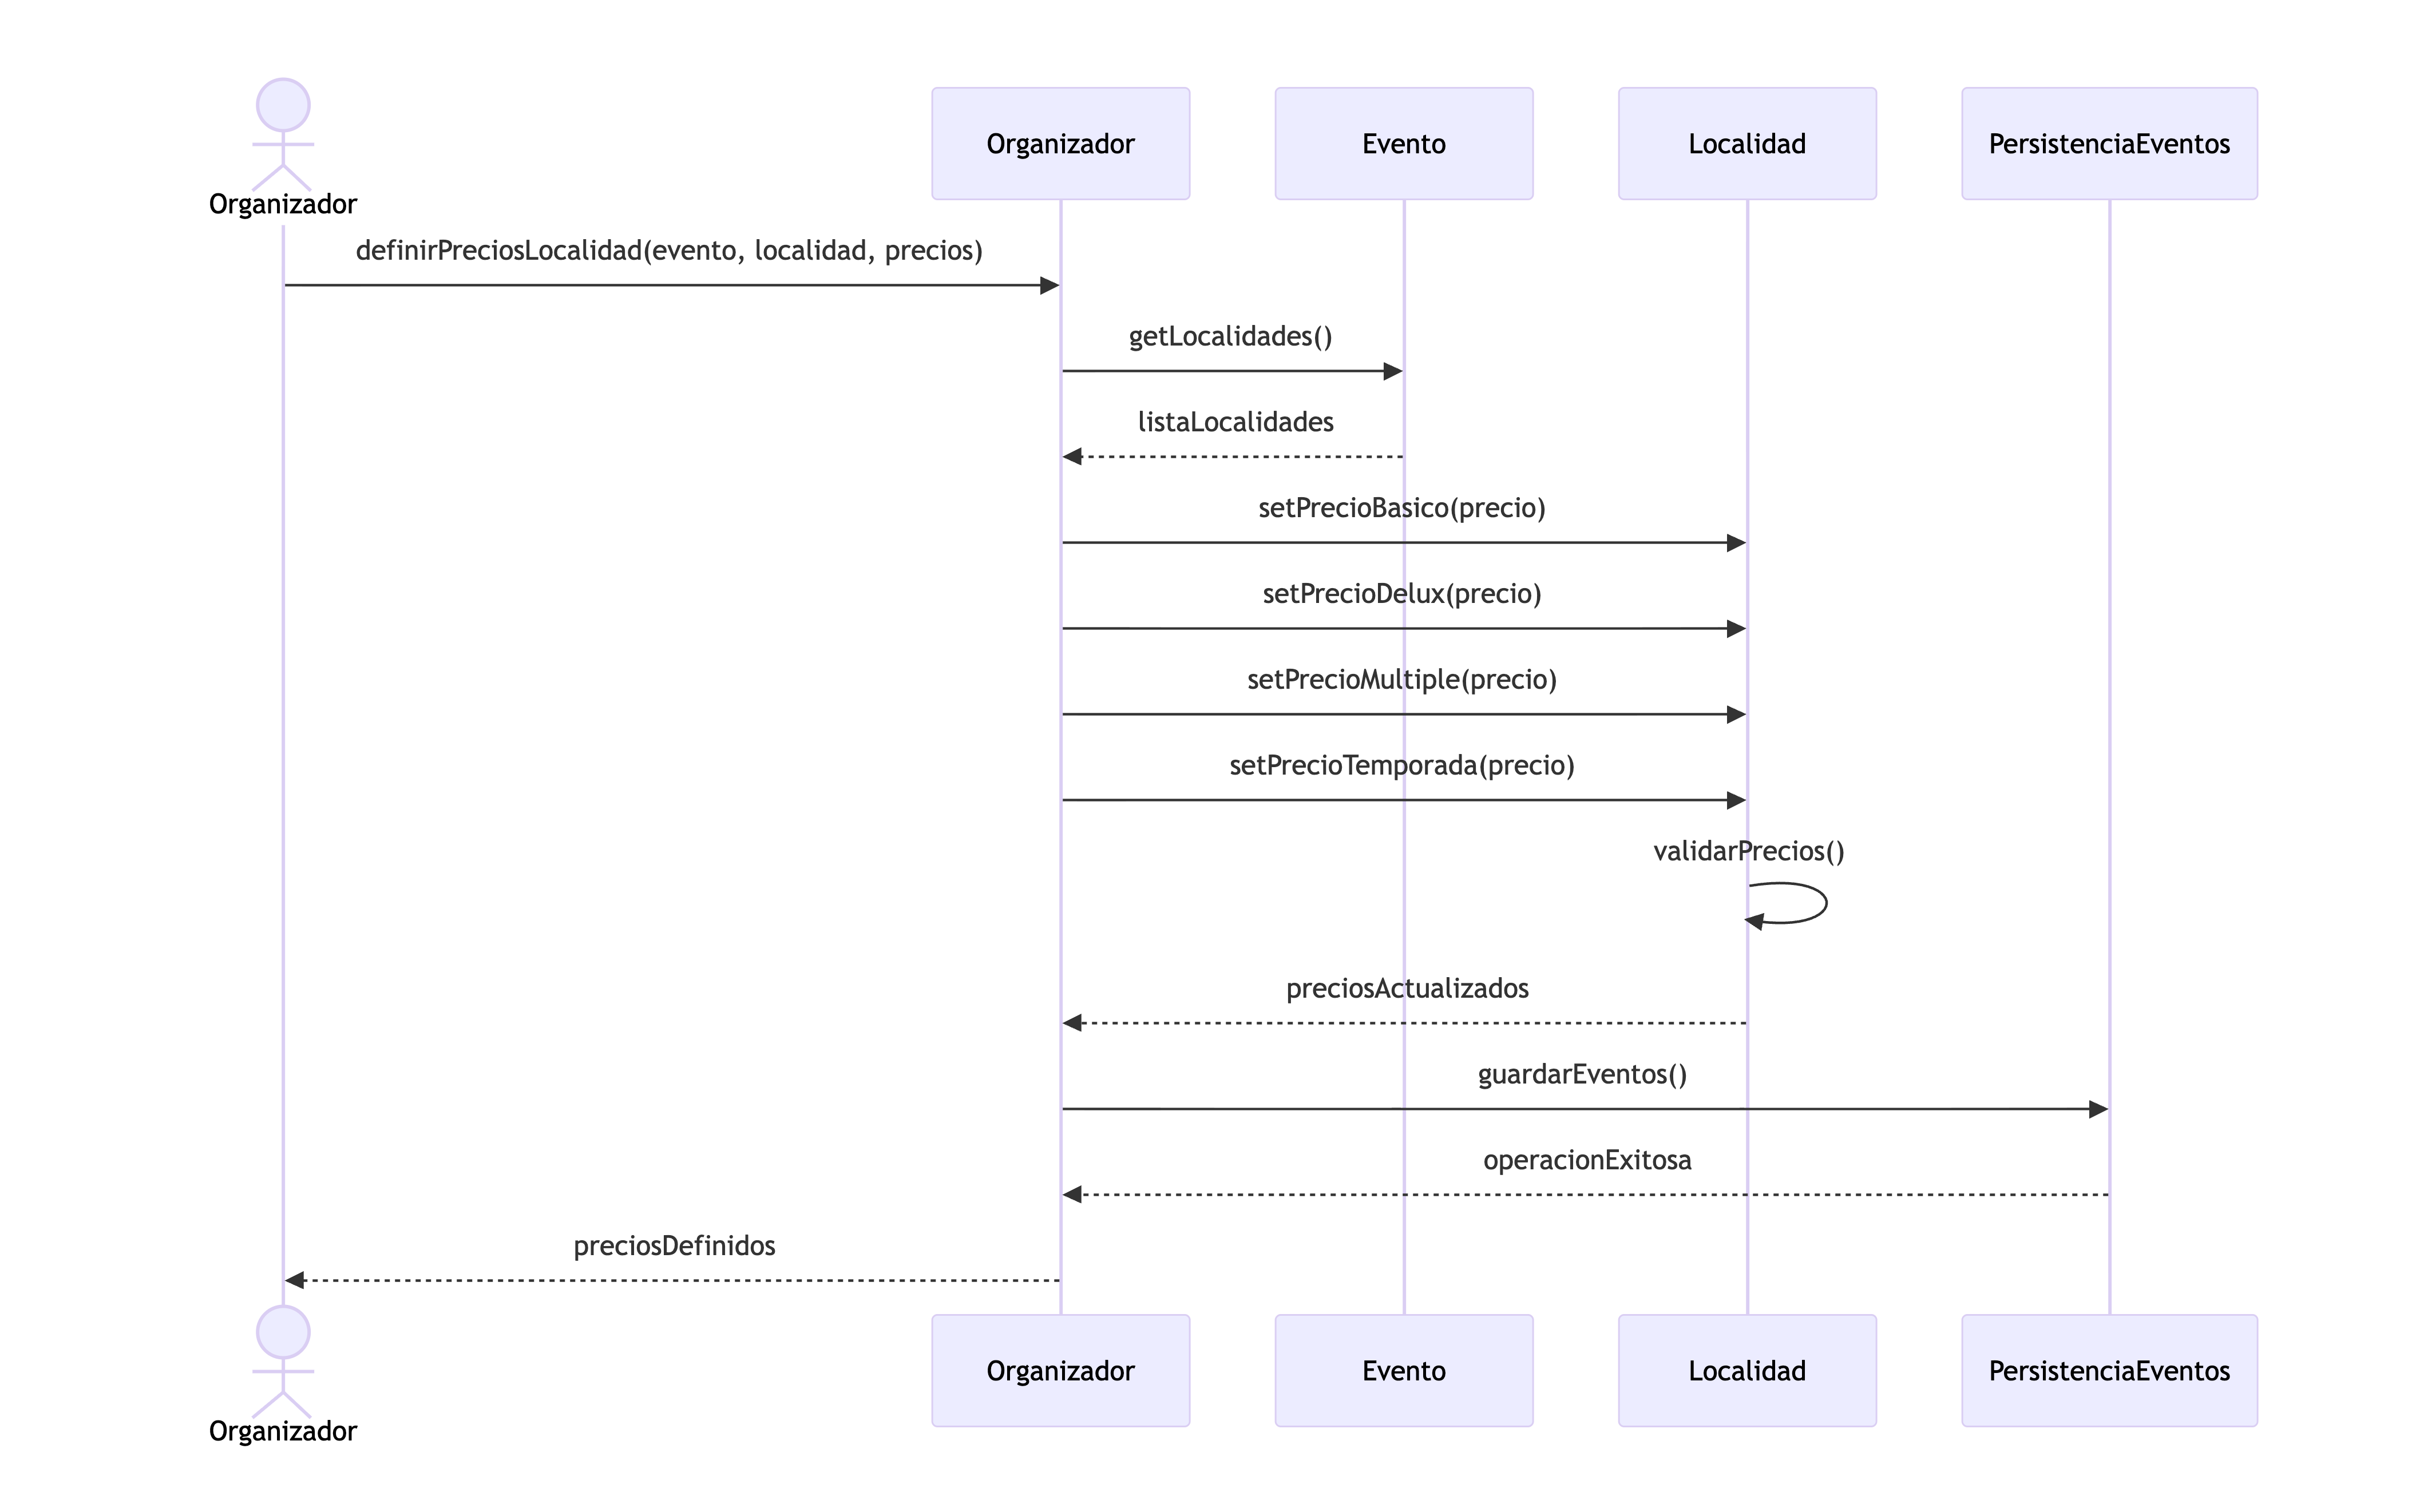 Organizador
Organizador
Evento
Localidad
PersistenciaEventos
definirPreciosLocalidad(evento, localidad, precios)
getLocalidades()
listaLocalidades
setPrecioBasico(precio)
setPrecioDelux(precio)
setPrecioMultiple(precio)
setPrecioTemporada(precio)
validarPrecios()
preciosActualizados
guardarEventos()
operacionExitosa
preciosDefinidos
Organizador
Organizador
Evento
Localidad
PersistenciaEventos